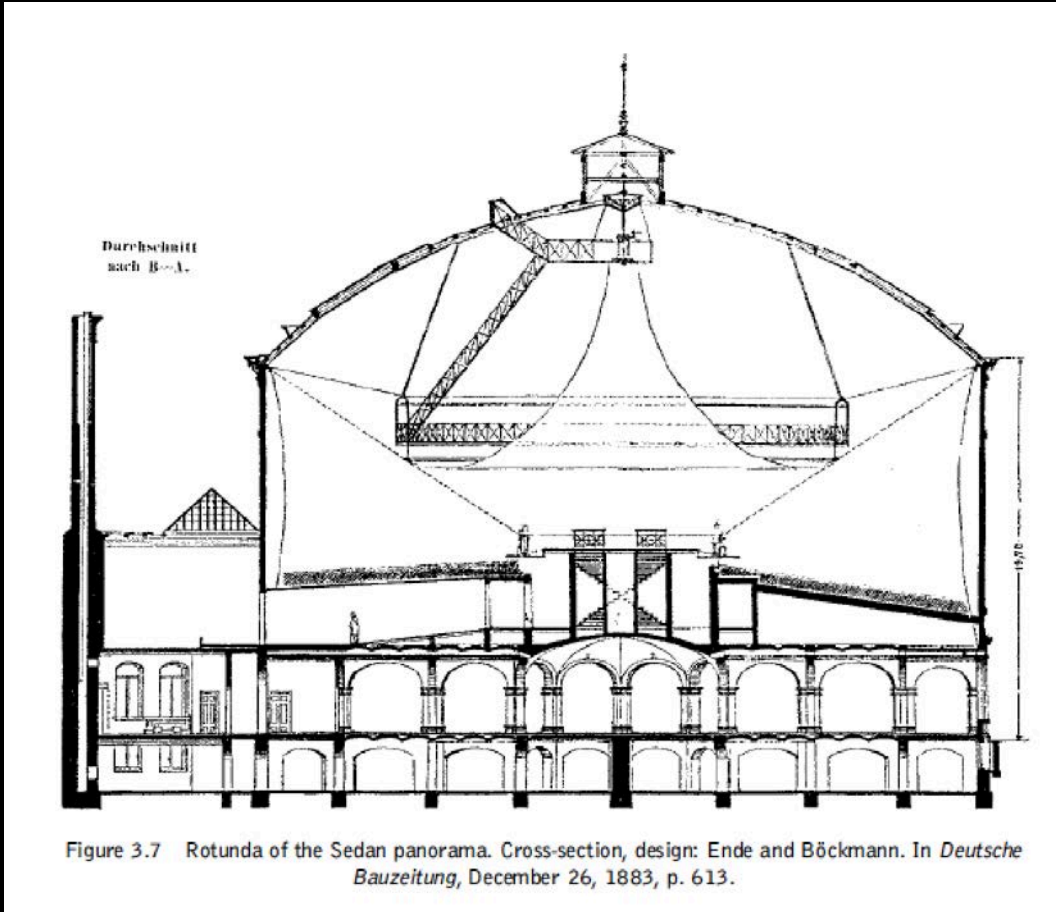 Durchschnitt
nach B–A.
19,70
Figure 3.7 Rotunda of the Sedan panorama. Cross-section, design: Ende and Böckmann. In Deutsche
Bauzeitung, December 26, 1883, p. 613.